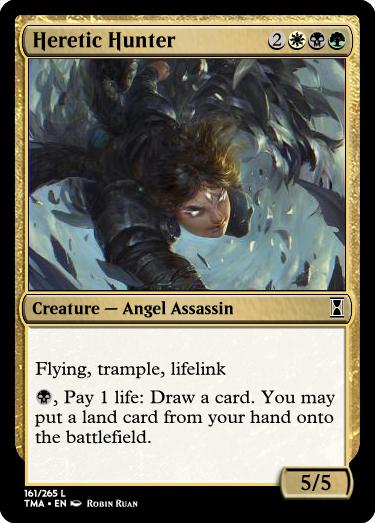 Heretic Hunter 2
Creature — Angel Assassin
Flying, trample, lifelink
, Pay 1 life: Draw a card. You may
put a land card from your hand onto
the battlefield.
5/5
161/265 L
TMA • EN Robin Ruan